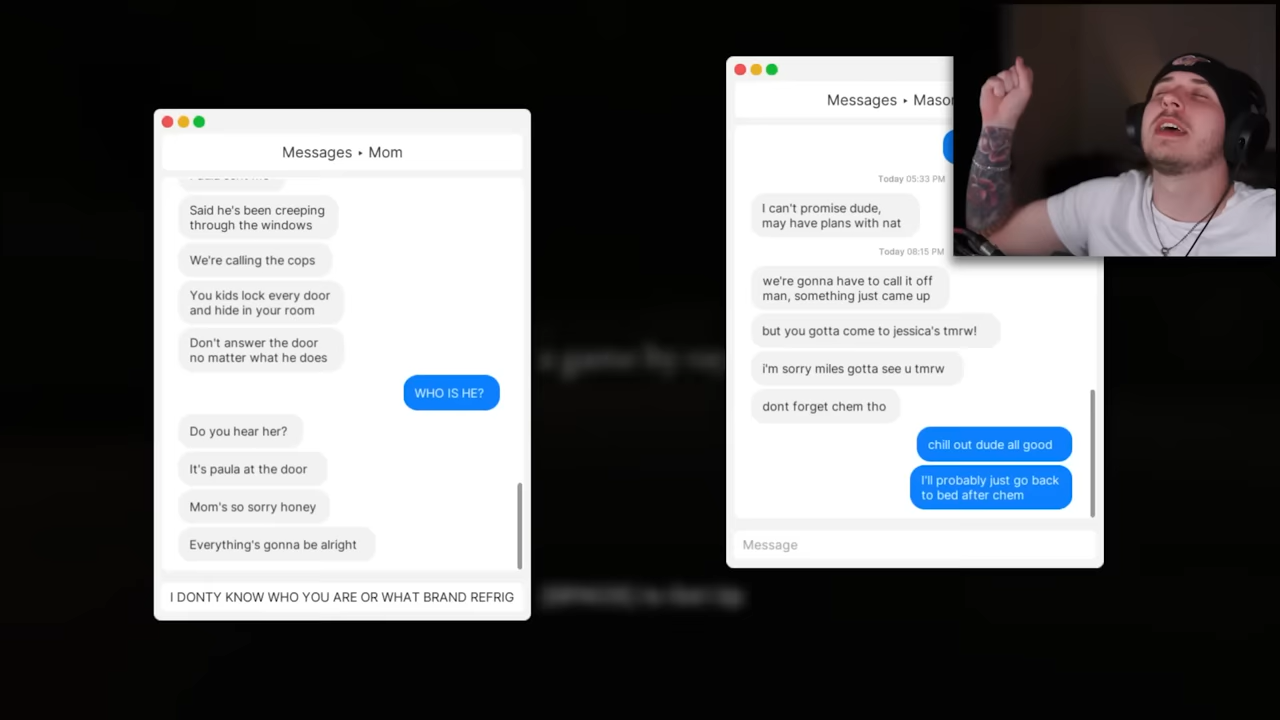 Messages ▸ Mom
Said he's been creeping
through the windows
We're calling the cops
You kids lock every door
and hide in your room
Don't answer the door
no matter what he does
WHO IS HE?
Do you hear her?
It's paula at the door
Mom's so sorry honey
Everything's gonna be alright
I DONTY KNOW WHO YOU ARE OR WHAT BRAND REFRIG
Messages ▸ Mason
Today 05:33 PM
I can't promise dude,
may have plans with nat
Today 08:15 PM
we're gonna have to call it off
man, something just came up
but you gotta come to jessica's tmrw!
i'm sorry miles gotta see u tmrw
dont forget chem tho
chill out dude all good
I'll probably just go back
to bed after chem
Message
a game by